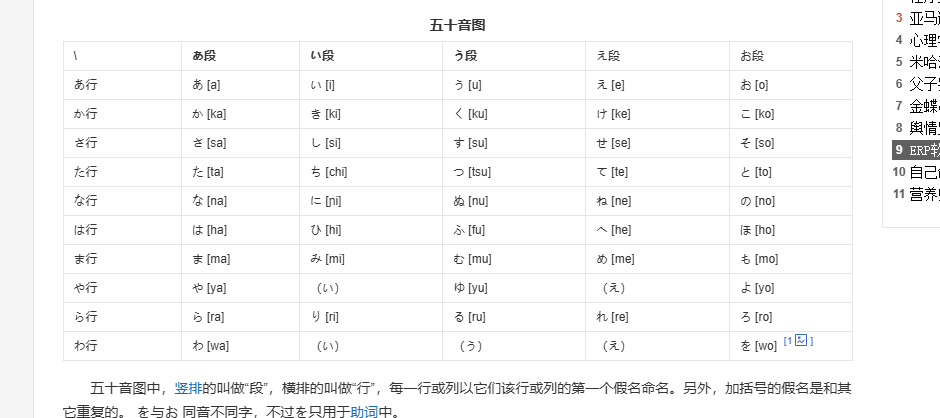 五十音图
\ あ段 い段 う段 え段 お段
あ行 あ [a] い [i] う [u] え [e] お [o]
か行 か [ka] き [ki] く [ku] け [ke] こ [ko]
さ行 さ [sa] し [si] す [su] せ [se] そ [so]
た行 た [ta] ち [chi] つ [tsu] て [te] と [to]
な行 な [na] に [ni] ぬ [nu] ね [ne] の [no]
は行 は [ha] ひ [hi] ふ [fu] へ [he] ほ [ho]
ま行 ま [ma] み [mi] む [mu] め [me] も [mo]
や行 や [ya] （い） ゆ [yu] （え） よ [yo]
ら行 ら [ra] り [ri] る [ru] れ [re] ろ [ro]
わ行 わ [wa] （い） （う） （え） を [wo] [1]
五十音图中，竖排的叫做“段”，横排的叫做“行”，每一行或列以它们该行或列的第一个假名命名。另外，加括号的假名是和其
它重复的。 を与お 同音不同字，不过を只用于助词中。
3 亚马
4 心理
5 米哈
6 父子
7 金蝶
8 舆情
9 ERP软
10 自己
11 营养